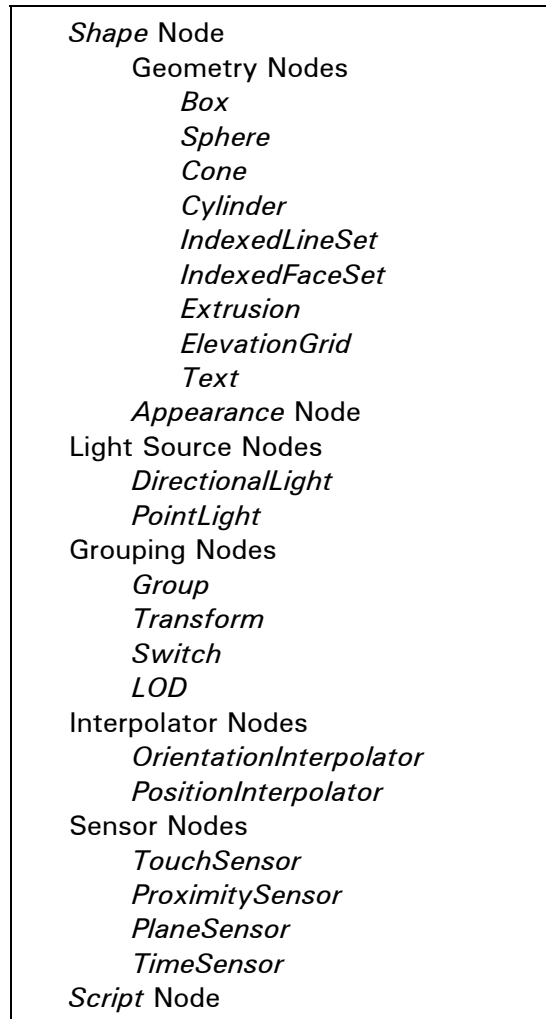 Shape Node
Geometry Nodes
Box
Sphere
Cone
Cylinder
IndexedLineSet
IndexedFaceSet
Extrusion
ElevationGrid
Text
Appearance Node
Light Source Nodes
DirectionalLight
PointLight
Grouping Nodes
Group
Transform
Switch
LOD
Interpolator Nodes
OrientationInterpolator
PositionInterpolator
Sensor Nodes
TouchSensor
ProximitySensor
PlaneSensor
TimeSensor
Script Node